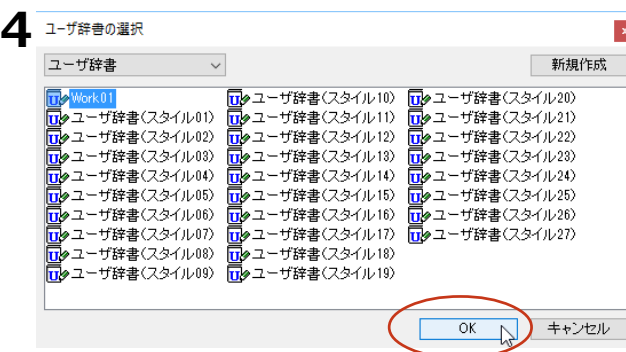 4
ユーザ辞書の選択
ユーザ辞書
新規作成
Work01
ユーザ辞書(スタイル01)
ユーザ辞書(スタイル02)
ユーザ辞書(スタイル03)
ユーザ辞書(スタイル04)
ユーザ辞書(スタイル05)
ユーザ辞書(スタイル06)
ユーザ辞書(スタイル07)
ユーザ辞書(スタイル08)
ユーザ辞書(スタイル09)
ユーザ辞書(スタイル10)
ユーザ辞書(スタイル11)
ユーザ辞書(スタイル12)
ユーザ辞書(スタイル13)
ユーザ辞書(スタイル14)
ユーザ辞書(スタイル15)
ユーザ辞書(スタイル16)
ユーザ辞書(スタイル17)
ユーザ辞書(スタイル18)
ユーザ辞書(スタイル19)
ユーザ辞書(スタイル20)
ユーザ辞書(スタイル21)
ユーザ辞書(スタイル22)
ユーザ辞書(スタイル23)
ユーザ辞書(スタイル24)
ユーザ辞書(スタイル25)
ユーザ辞書(スタイル26)
ユーザ辞書(スタイル27)
OK
キャンセル